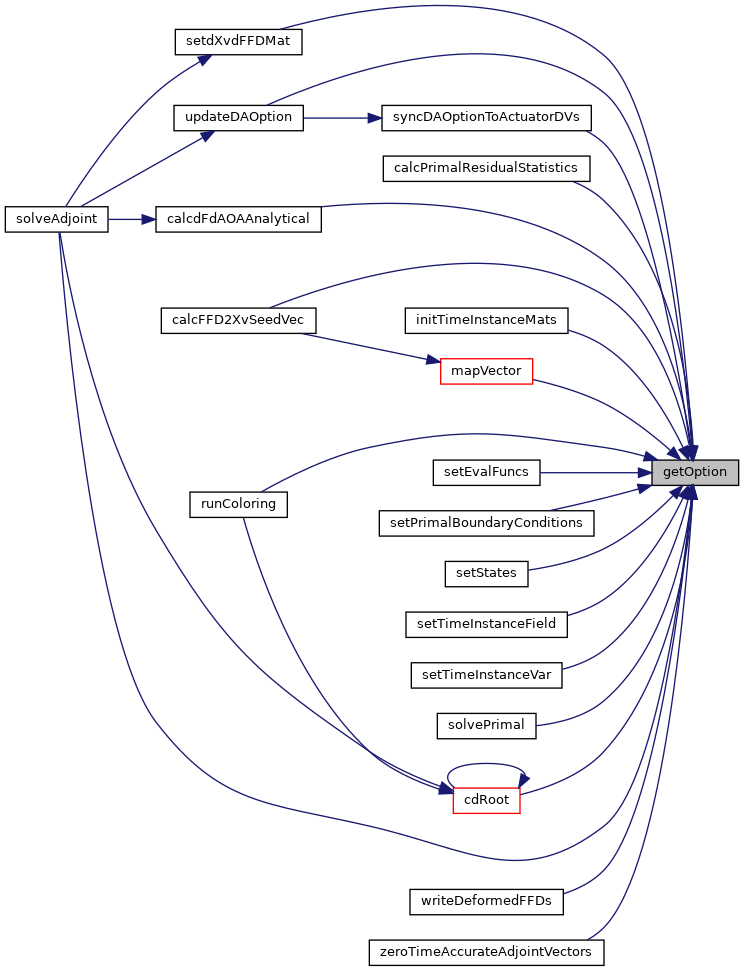 setdXvdFFDMat
updateDAOption
syncDAOptionToActuatorDVs
calcPrimalResidualStatistics
solveAdjoint
calcdFdAOAAnalytical
calcFFD2XvSeedVec
initTimeInstanceMats
mapVector
setEvalFuncs
getOption
runColoring
setPrimalBoundaryConditions
setStates
setTimeInstanceField
setTimeInstanceVar
solvePrimal
cdRoot
writeDeformedFFDs
zeroTimeAccurateAdjointVectors